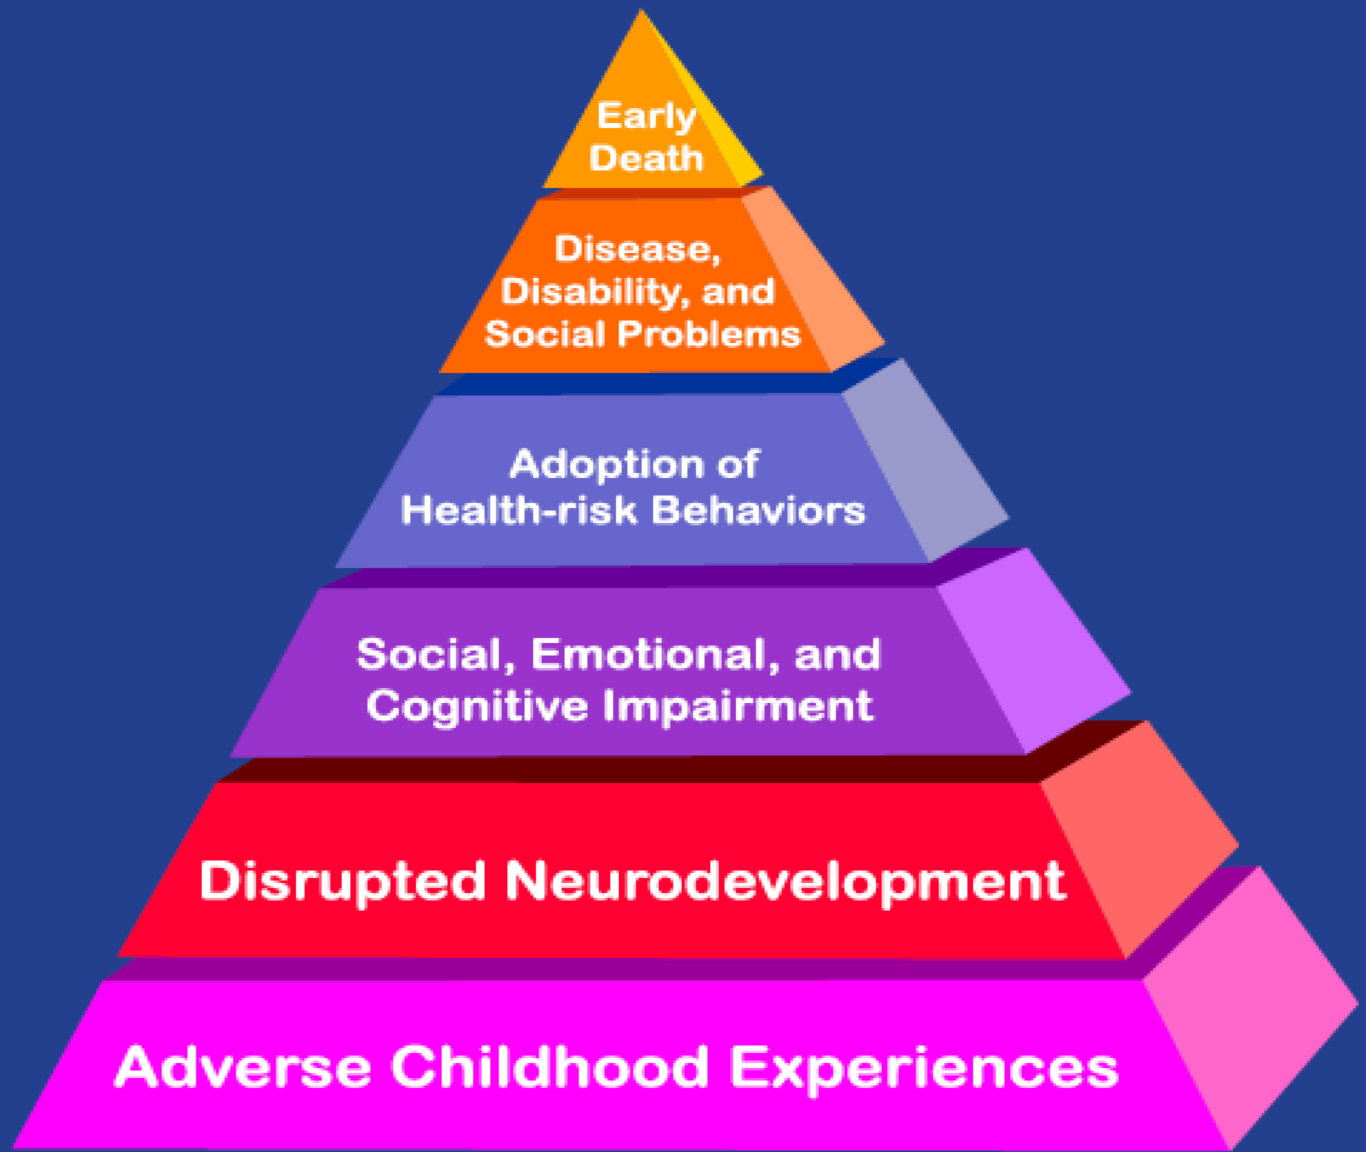 Early
Death
Disease,
Disability, and
Social Problems
Adoption of
Health-risk Behaviors
Social, Emotional, and
Cognitive Impairment
Disrupted Neurodevelopment
Adverse Childhood Experiences